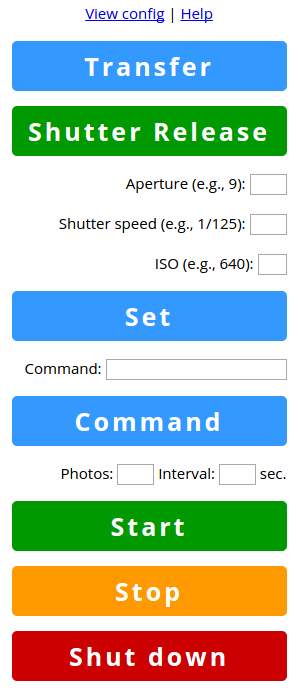 View config | Help
Transfer
Shutter Release
Aperture (e.g., 9):
Shutter speed (e.g., 1/125):
ISO (e.g., 640):
Set
Command:
Command
Photos: Interval: sec.
Start
Stop
Shut down